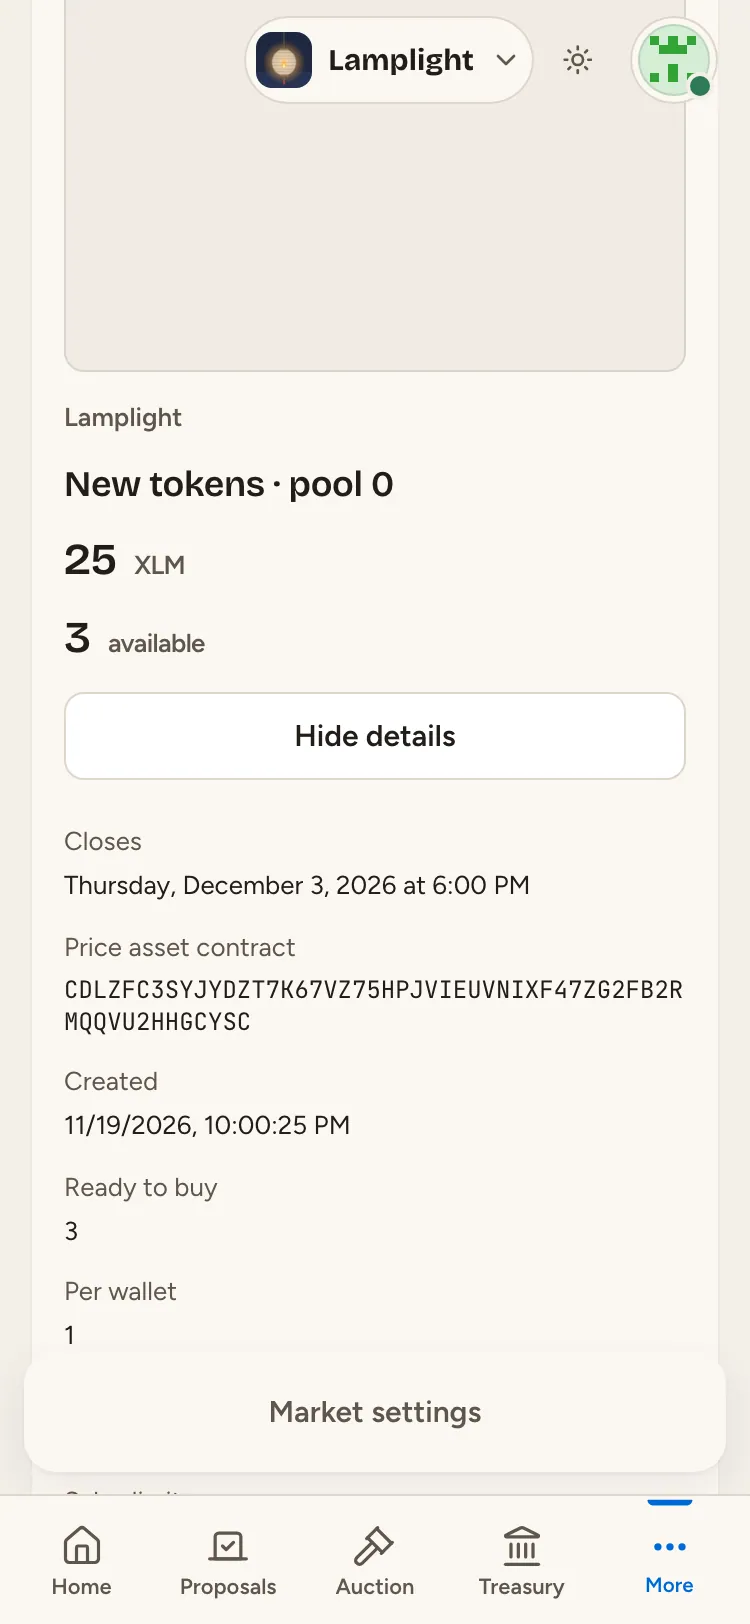 Lamplight
Lamplight
New tokens · pool 0
25 XLM
3 available
Hide details
Closes
Thursday, December 3, 2026 at 6:00 PM
Price asset contract
CDLZFC3SYJYDZT7K67VZ75HPJVIEUVNIXF47ZG2FB2R
MQQVU2HHGCYSC
Created
11/19/2026, 10:00:25 PM
Ready to buy
3
Per wallet
1
Market settings
Home
Proposals
Auction
Treasury
More